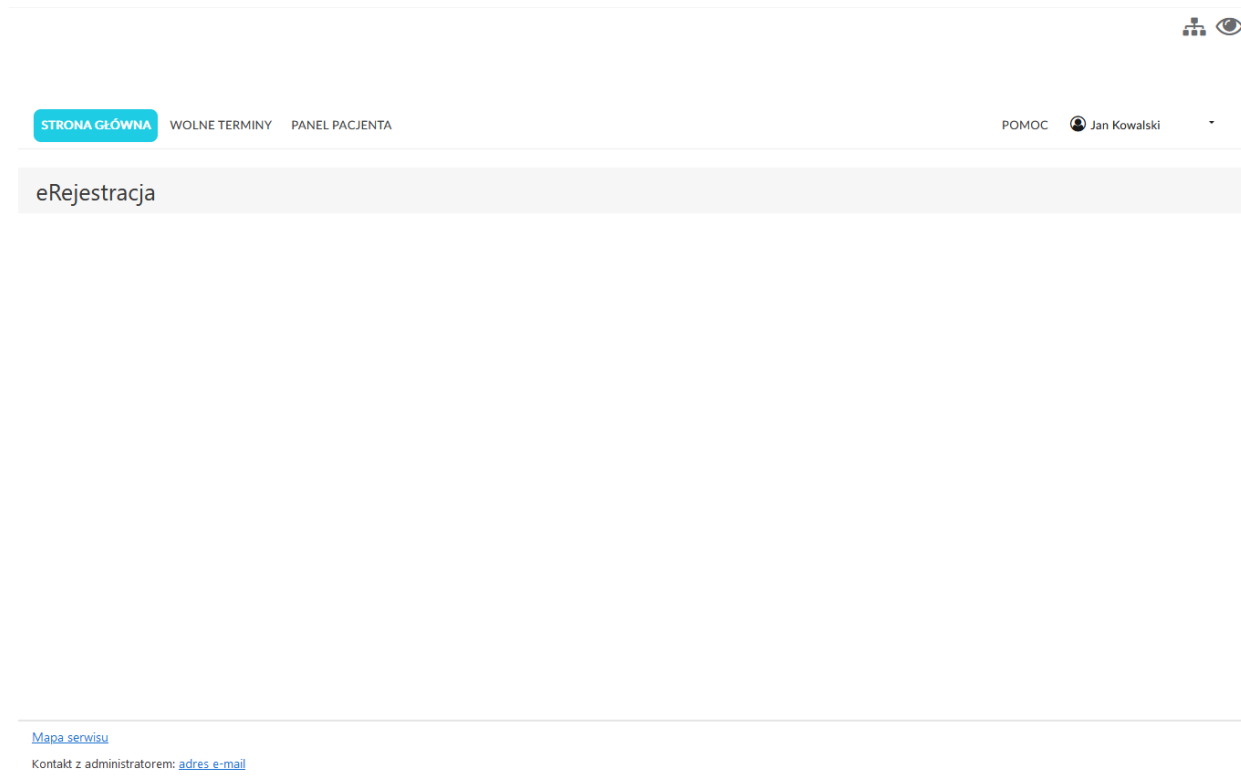 STRONA GŁÓWNA WOLNE TERMINY PANEL PACJENTA POMOC Jan Kowalski
eRejestracja
Mapa serwisu
Kontakt z administratorem: adres e-mail